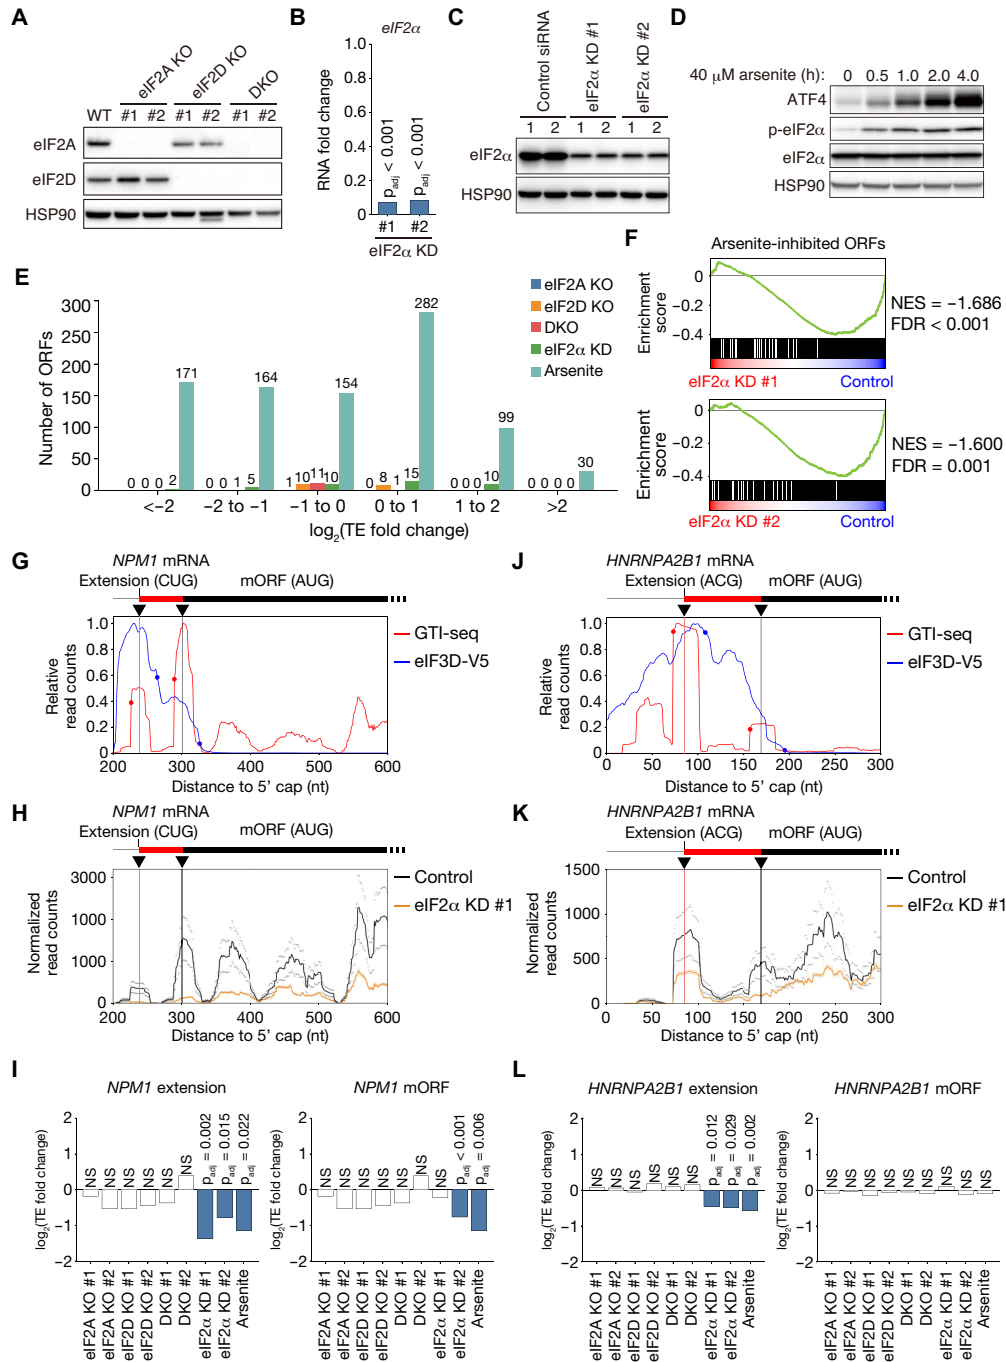 A
eIF2A KO
eIF2D KO
DKO
WT #1 #2 #1 #2 #1 #2
eIF2A
eIF2D
HSP90
B
eIF2α
RNA fold change
1.0
0.8
0.6
0.4
0.2
0
p_adj < 0.001
p_adj < 0.001
#1 #2
eIF2α KD
C
Control siRNA
eIF2α KD #1
eIF2α KD #2
1 2 1 2 1 2
eIF2α
HSP90
D
40 μM arsenite (h): 0 0.5 1.0 2.0 4.0
ATF4
p-eIF2α
eIF2α
HSP90
E
Number of ORFs
300
250
200
150
100
50
0
eIF2A KO
eIF2D KO
DKO
eIF2α KD
Arsenite
0 0 0 2 171
0 0 1 5 164
1 10 11 10 154
0 8 1 15 282
0 0 0 10 99
0 0 0 0 30
<−2 −2 to −1 −1 to 0 0 to 1 1 to 2 >2
log₂(TE fold change)
F
Arsenite-inhibited ORFs
Enrichment score
0
−0.2
−0.4
NES = −1.686
FDR < 0.001
eIF2α KD #1 Control
Enrichment score
0
−0.2
−0.4
NES = −1.600
FDR = 0.001
eIF2α KD #2 Control
G
NPM1 mRNA
Extension (CUG) mORF (AUG)
Relative read counts
1.0
0.8
0.6
0.4
0.2
0
GTI-seq
eIF3D-V5
200 300 400 500 600
Distance to 5' cap (nt)
J
HNRNPA2B1 mRNA
Extension (ACG) mORF (AUG)
Relative read counts
1.0
0.8
0.6
0.4
0.2
0
GTI-seq
eIF3D-V5
0 50 100 150 200 250 300
Distance to 5' cap (nt)
H
NPM1 mRNA
Extension (CUG) mORF (AUG)
Normalized read counts
3000
1000
1000
0
Control
eIF2α KD #1
200 300 400 500 600
Distance to 5' cap (nt)
K
HNRNPA2B1 mRNA
Extension (ACG) mORF (AUG)
Normalized read counts
1500
1000
500
0
Control
eIF2α KD #1
0 50 100 150 200 250 300
Distance to 5' cap (nt)
I
NPM1 extension
log₂(TE fold change)
2
1
0
−1
−2
NS NS NS NS NS NS p_adj = 0.002 p_adj = 0.015 p_adj = 0.022
eIF2A KO #1
eIF2A KO #2
eIF2D KO #1
eIF2D KO #2
DKO #1
DKO #2
eIF2α KD #1
eIF2α KD #2
Arsenite
NPM1 mORF
log₂(TE fold change)
2
1
0
−1
−2
NS NS NS NS NS NS NS p_adj < 0.001 p_adj = 0.006
eIF2A KO #1
eIF2A KO #2
eIF2D KO #1
eIF2D KO #2
DKO #1
DKO #2
eIF2α KD #1
eIF2α KD #2
Arsenite
L
HNRNPA2B1 extension
log₂(TE fold change)
2
1
0
−1
−2
NS NS NS NS NS NS p_adj = 0.012 p_adj = 0.029 p_adj = 0.002
eIF2A KO #1
eIF2A KO #2
eIF2D KO #1
eIF2D KO #2
DKO #1
DKO #2
eIF2α KD #1
eIF2α KD #2
Arsenite
HNRNPA2B1 mORF
log₂(TE fold change)
2
1
0
−1
−2
NS NS NS NS NS NS NS NS NS
eIF2A KO #1
eIF2A KO #2
eIF2D KO #1
eIF2D KO #2
DKO #1
DKO #2
eIF2α KD #1
eIF2α KD #2
Arsenite